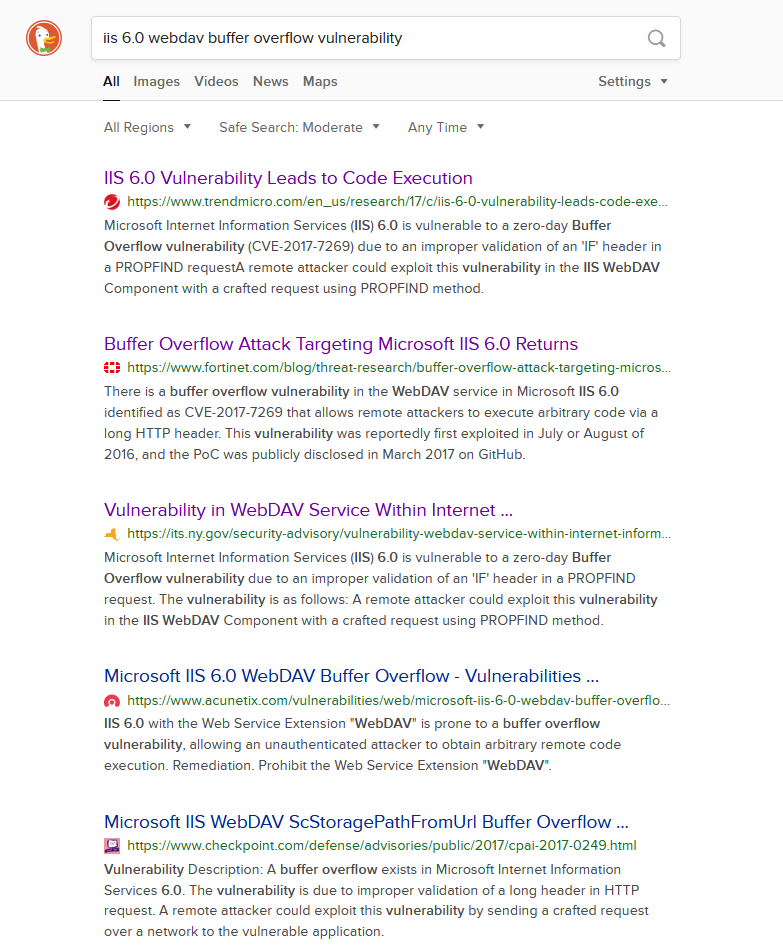 iis 6.0 webdav buffer overflow vulnerability
All Images Videos News Maps Settings
All Regions Safe Search: Moderate Any Time
IIS 6.0 Vulnerability Leads to Code Execution
https://www.trendmicro.com/en_us/research/17/c/iis-6-0-vulnerability-leads-code-exe...
Microsoft Internet Information Services (IIS) 6.0 is vulnerable to a zero-day Buffer
Overflow vulnerability (CVE-2017-7269) due to an improper validation of an 'IF' header in
a PROPFIND requestA remote attacker could exploit this vulnerability in the IIS WebDAV
Component with a crafted request using PROPFIND method.
Buffer Overflow Attack Targeting Microsoft IIS 6.0 Returns
https://www.fortinet.com/blog/threat-research/buffer-overflow-attack-targeting-micros...
There is a buffer overflow vulnerability in the WebDAV service in Microsoft IIS 6.0
identified as CVE-2017-7269 that allows remote attackers to execute arbitrary code via a
long HTTP header. This vulnerability was reportedly first exploited in July or August of
2016, and the PoC was publicly disclosed in March 2017 on GitHub.
Vulnerability in WebDAV Service Within Internet ...
https://its.ny.gov/security-advisory/vulnerability-webdav-service-within-internet-inform...
Microsoft Internet Information Services (IIS) 6.0 is vulnerable to a zero-day Buffer
Overflow vulnerability due to an improper validation of an 'IF' header in a PROPFIND
request. The vulnerability is as follows: A remote attacker could exploit this vulnerability
in the IIS WebDAV Component with a crafted request using PROPFIND method.
Microsoft IIS 6.0 WebDAV Buffer Overflow - Vulnerabilities ...
https://www.acunetix.com/vulnerabilities/web/microsoft-iis-6-0-webdav-buffer-overflo...
IIS 6.0 with the Web Service Extension "WebDAV" is prone to a buffer overflow
vulnerability, allowing an unauthenticated attacker to obtain arbitrary remote code
execution. Remediation. Prohibit the Web Service Extension "WebDAV".
Microsoft IIS WebDAV ScStoragePathFromUrl Buffer Overflow ...
https://www.checkpoint.com/defense/advisories/public/2017/cpai-2017-0249.html
Vulnerability Description: A buffer overflow exists in Microsoft Internet Information
Services 6.0. The vulnerability is due to improper validation of a long header in HTTP
request. A remote attacker could exploit this vulnerability by sending a crafted request
over a network to the vulnerable application.